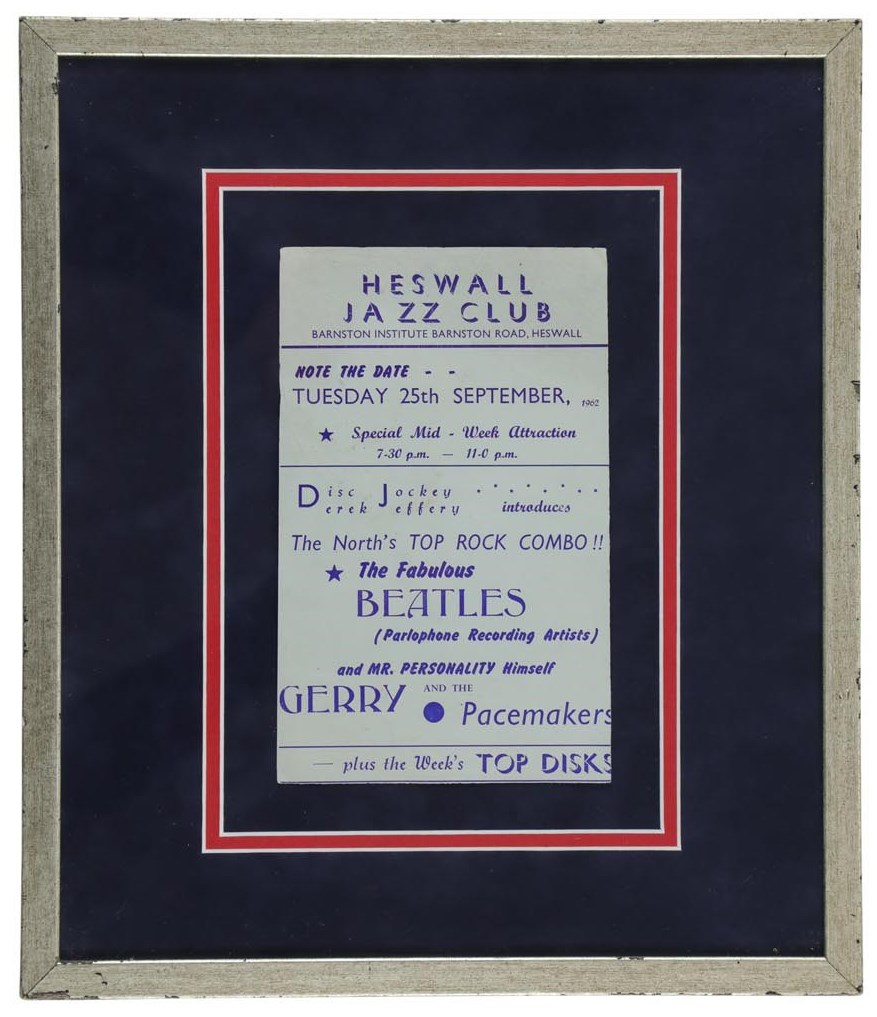 HESWALL
JAZZ CLUB
BARNSTON INSTITUTE BARNSTON ROAD, HESWALL
NOTE THE DATE - -
TUESDAY 25th SEPTEMBER, 1962
★ Special Mid - Week Attraction
7-30 p.m. — 11-0 p.m.
Disc Jockey . . . . . . .
Derek Jeffery introduces
The North's TOP ROCK COMBO !!
★ The Fabulous
BEATLES
(Parlophone Recording Artists)
and MR. PERSONALITY Himself
GERRY AND THE
● Pacemakers
— plus the Week's TOP DISKS